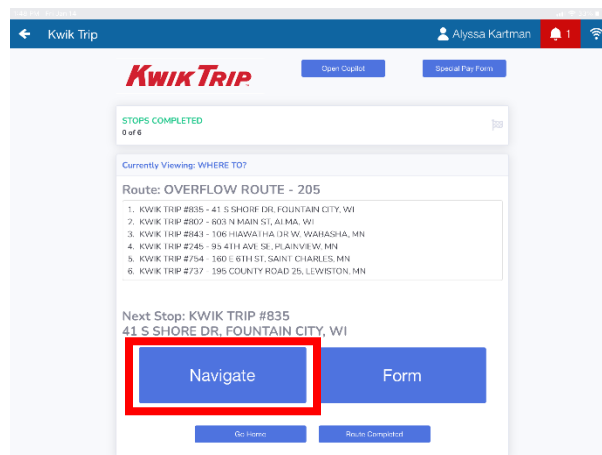 Kwik Trip
Alyssa Kartman
1
KWIK TRIP
Open Copilot
Special Pay Form
STOPS COMPLETED
0 of 6
Currently Viewing: WHERE TO?
Route: OVERFLOW ROUTE - 205
1. KWIK TRIP #835 - 41 S SHORE DR, FOUNTAIN CITY, WI
2. KWIK TRIP #802 - 603 N MAIN ST, ALMA, WI
3. KWIK TRIP #843 - 106 HIAWATHA DR W, WABASHA, MN
4. KWIK TRIP #245 - 95 4TH AVE SE, PLAINVIEW, MN
5. KWIK TRIP #754 - 160 E 6TH ST, SAINT CHARLES, MN
6. KWIK TRIP #737 - 195 COUNTY ROAD 25, LEWISTON, MN
Next Stop: KWIK TRIP #835
41 S SHORE DR, FOUNTAIN CITY, WI
Navigate
Form
Go Home
Route Completed